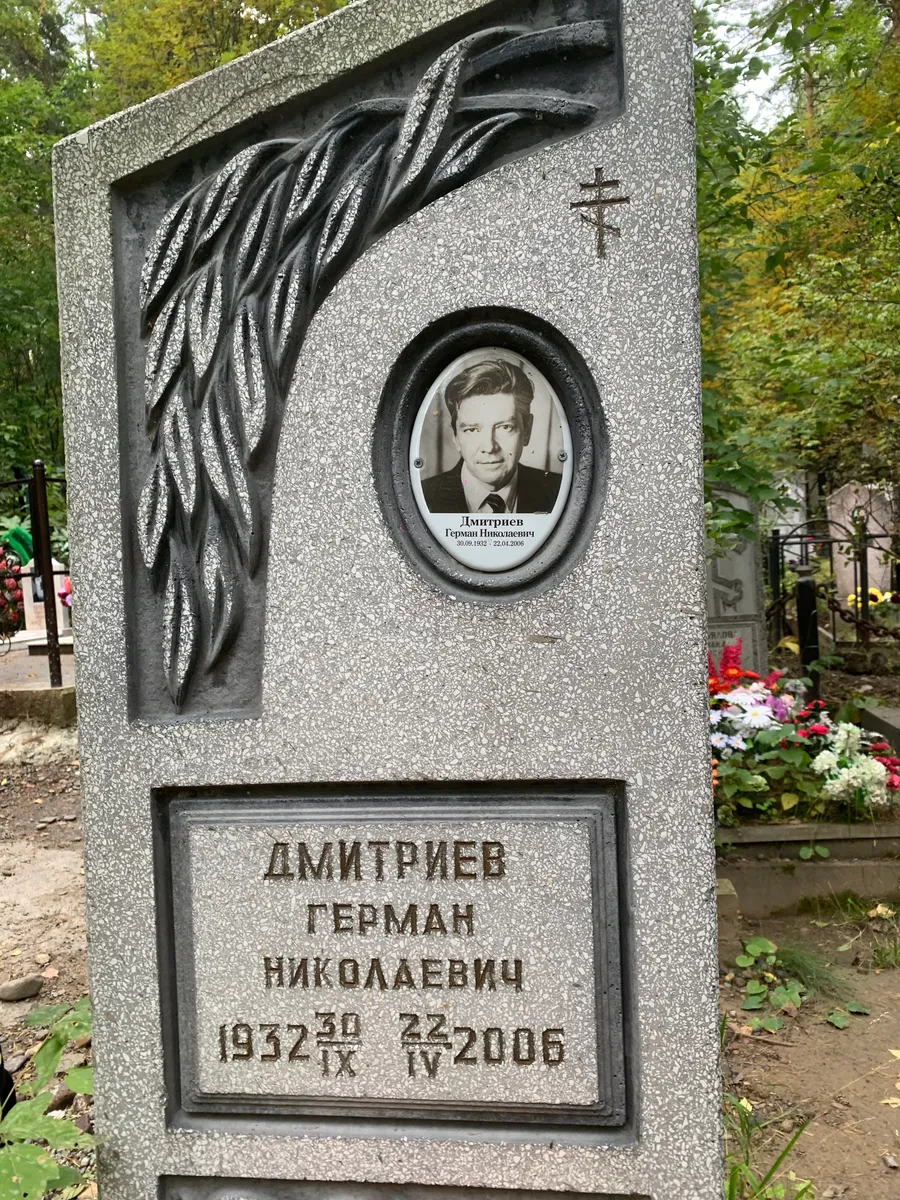 Дмитриев
Герман Николаевич
30.09.1932 - 22.04.2006
ДМИТРИЕВ
ГЕРМАН
НИКОЛАЕВИЧ
1932 30/IX 22/IV 2006